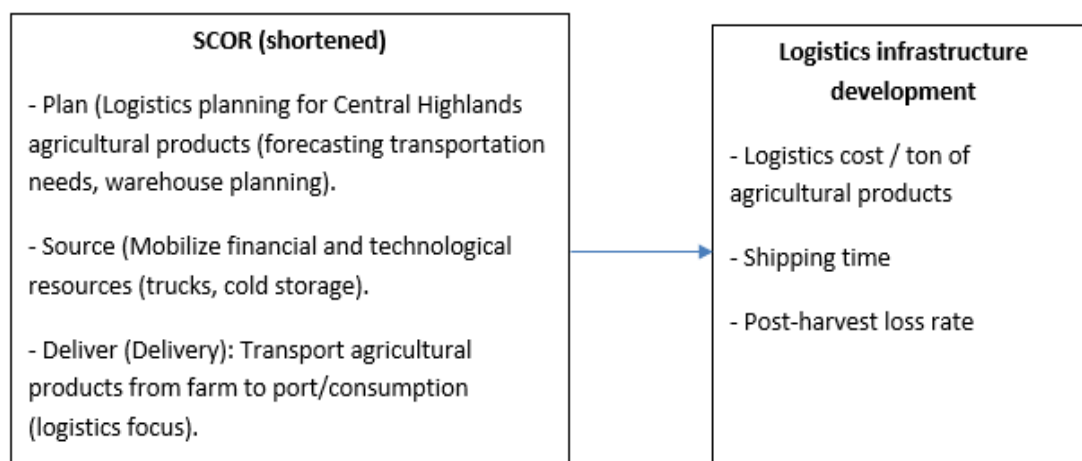 SCOR (shortened)
- Plan (Logistics planning for Central Highlands
agricultural products (forecasting transportation
needs, warehouse planning).
- Source (Mobilize financial and technological
resources (trucks, cold storage).
- Deliver (Delivery): Transport agricultural
products from farm to port/consumption
(logistics focus).
Logistics infrastructure
development
- Logistics cost / ton of
agricultural products
- Shipping time
- Post-harvest loss rate